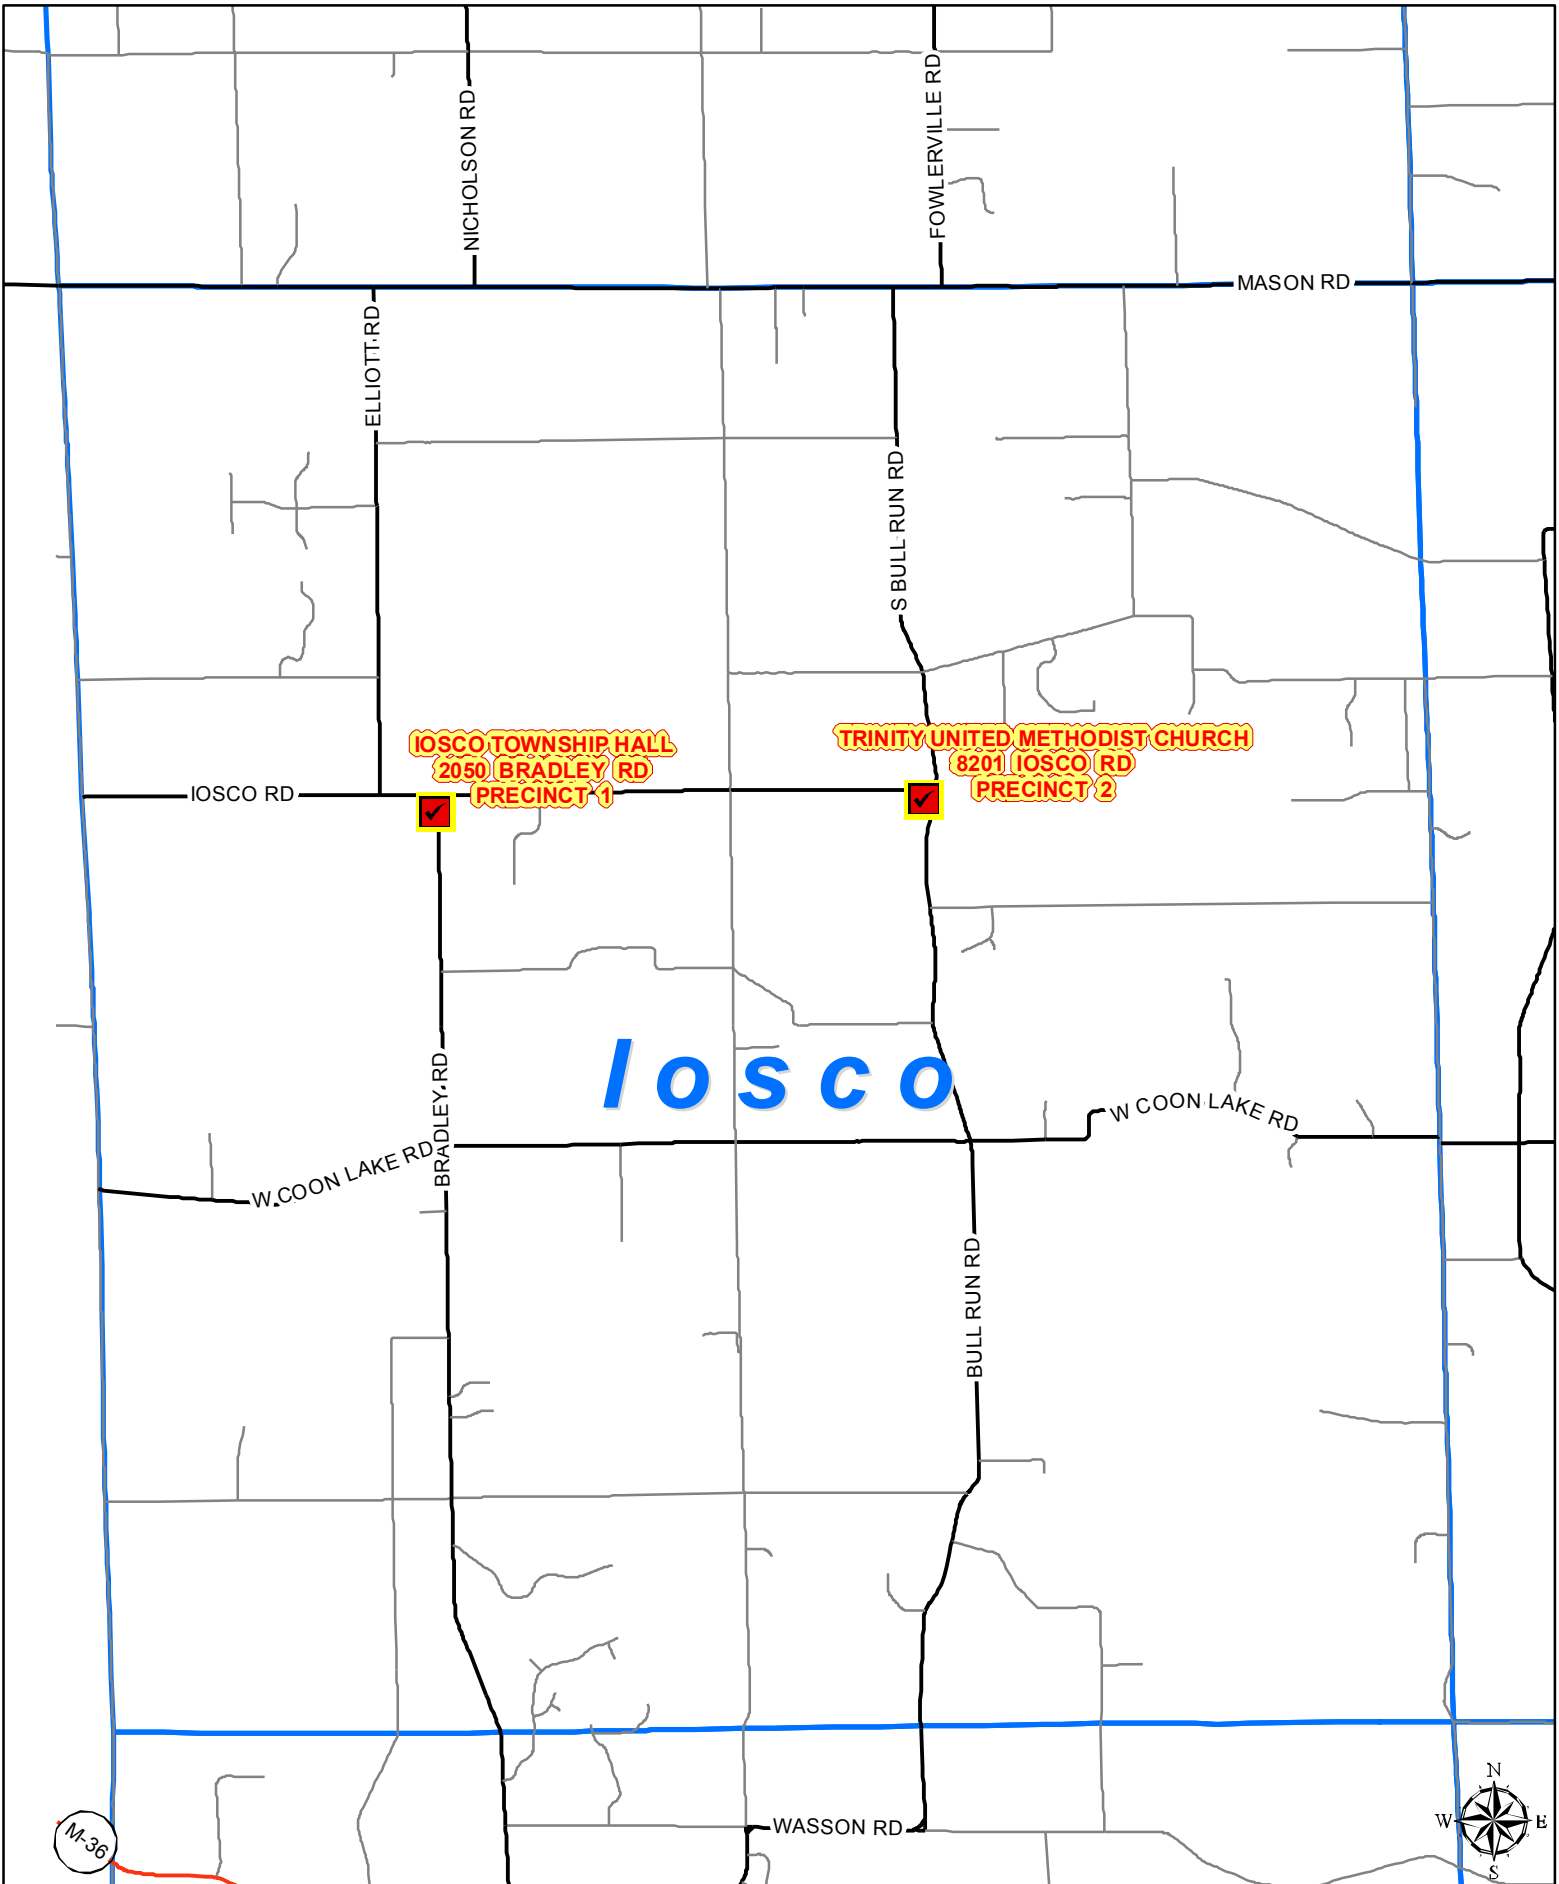 NICHOLSON RD
FOWLERVILLE RD
MASON RD
ELLIOTT RD
S BULL RUN RD
IOSCO TOWNSHIP HALL
2050 BRADLEY RD
PRECINCT 1
TRINITY UNITED METHODIST CHURCH
8201 IOSCO RD
PRECINCT 2
IOSCO RD
Iosco
BRADLEY RD
W COON LAKE RD
W COON LAKE RD
BULL RUN RD
WASSON RD
M-36
N
W E
S